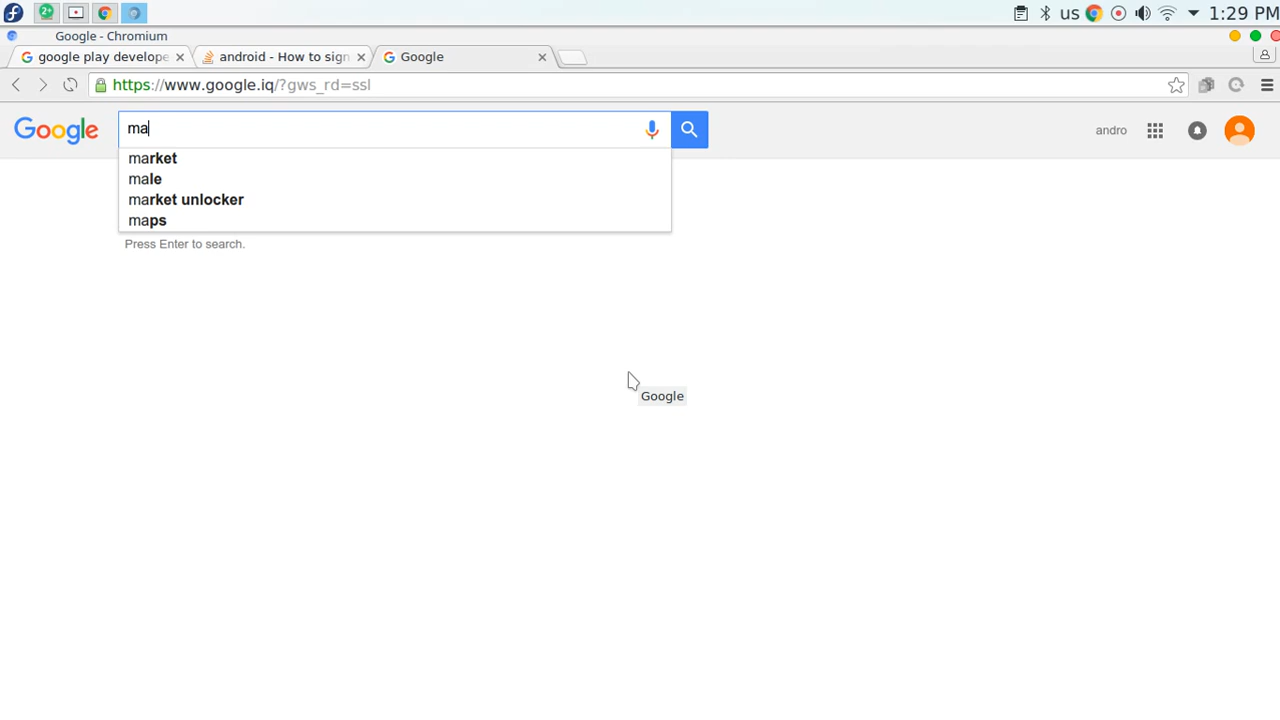 us 1:29 PM
Google - Chromium
google play develope
android - How to sign
Google
https://www.google.iq/?gws_rd=ssl
Google
ma
andro
market
male
market unlocker
maps
Press Enter to search.
Google